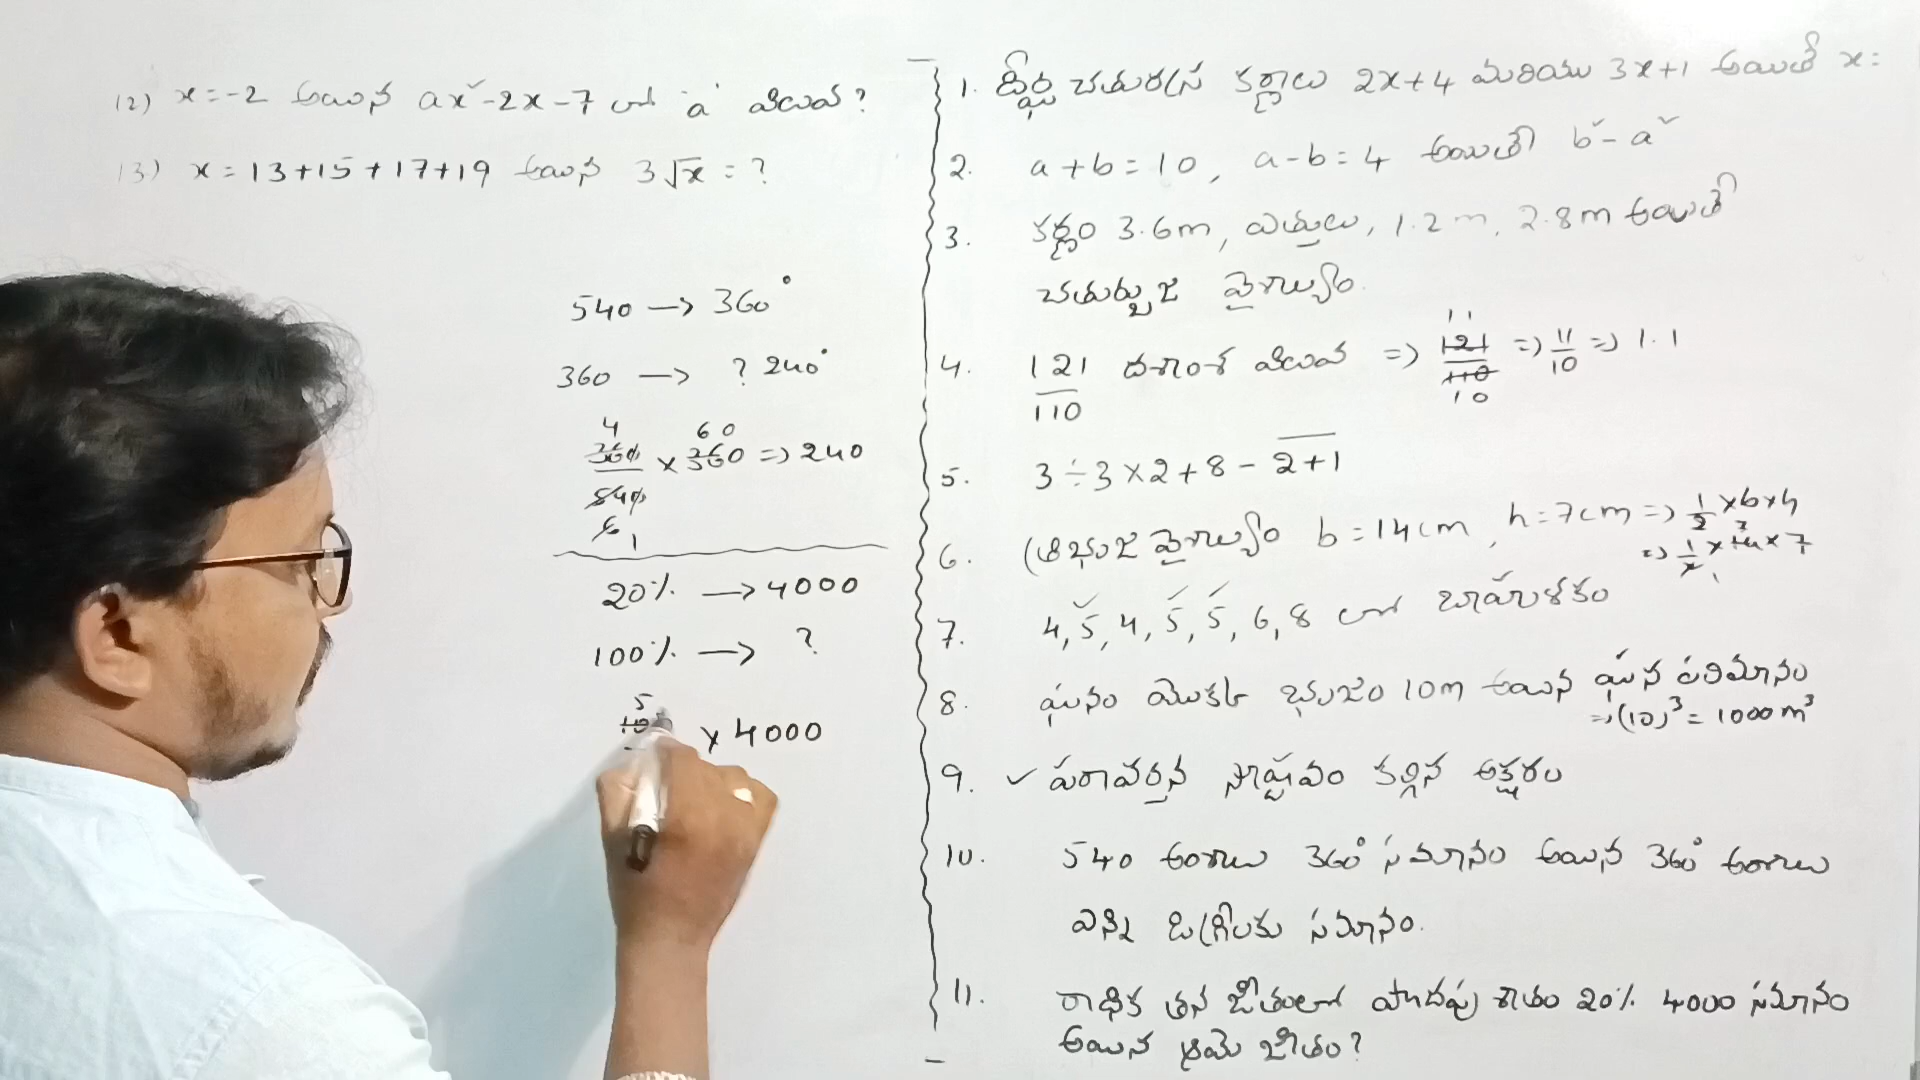 12) x = -2 అయిన ax² - 2x - 7 లో 'a' విలువ?
13) x = 13+15+17+19 అయిన 3√x = ?
540 → 360°
360 → ? 240°
4 60
360 × 360 => 240
540
6 1
20% → 4000
100% → ?
5
100 × 4000
1. దీర్ఘ చతురస్ర కర్ణాలు 2x+4 మరియు 3x+1 అయితే x =
2. a+b = 10, a-b = 4 అయితే b² - a²
3. కర్ణం 3.6m, ఎత్తులు, 1.2m, 2.8m అయితే
చతుర్భుజ వైశాల్యం.
4. 121/110 దశాంశ విలువ => 121/110 => 11/10 => 1.1
11
10
5. 3÷3×2+8-2+1
6. త్రిభుజ వైశాల్యం b = 14cm, h = 7cm => 1/2 × b × h
=> 1/2 × 14 × 7
7. 4, 5, 4, 5, 5, 6, 8 లో బాహుళకం
8. ఘనం యొక్క భుజం 10m అయిన ఘన పరిమానం
=> (10)³ = 1000m³
9. ✓ పరావర్తన సౌష్టవం కల్గిన అక్షరం
10. 540 అంశాలు 360° సమానం అయిన 360° అంశాలు
ఎన్ని డిగ్రీలకు సమానం.
11. రాధిక తన జీతంలో పొదపు శాతం 20% 4000 సమానం
అయిన ఆమె జీతం?